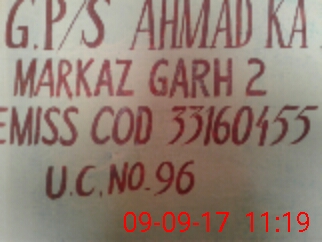 G.P/S AHMAD KA
MARKAZ GARH 2
EMISS COD 33160455
U.C.NO.96
09-09-17 11:19